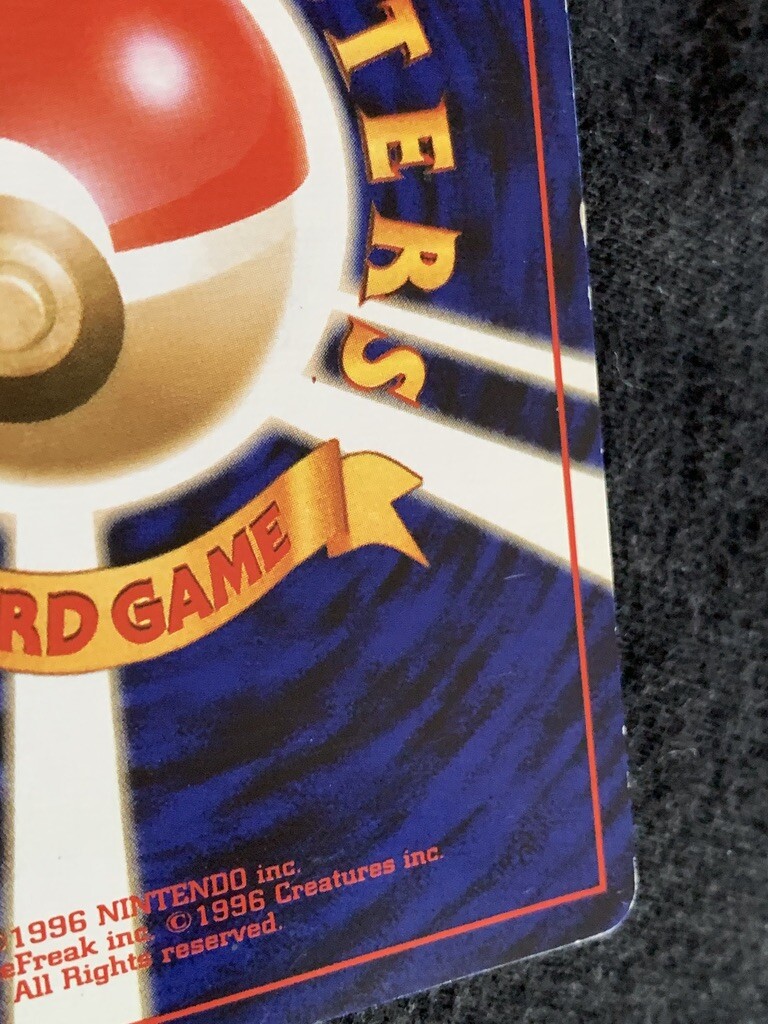 TERS
RD GAME
©1996 NINTENDO inc.
©1996 Creatures inc.
eFreak inc.
All Rights reserved.